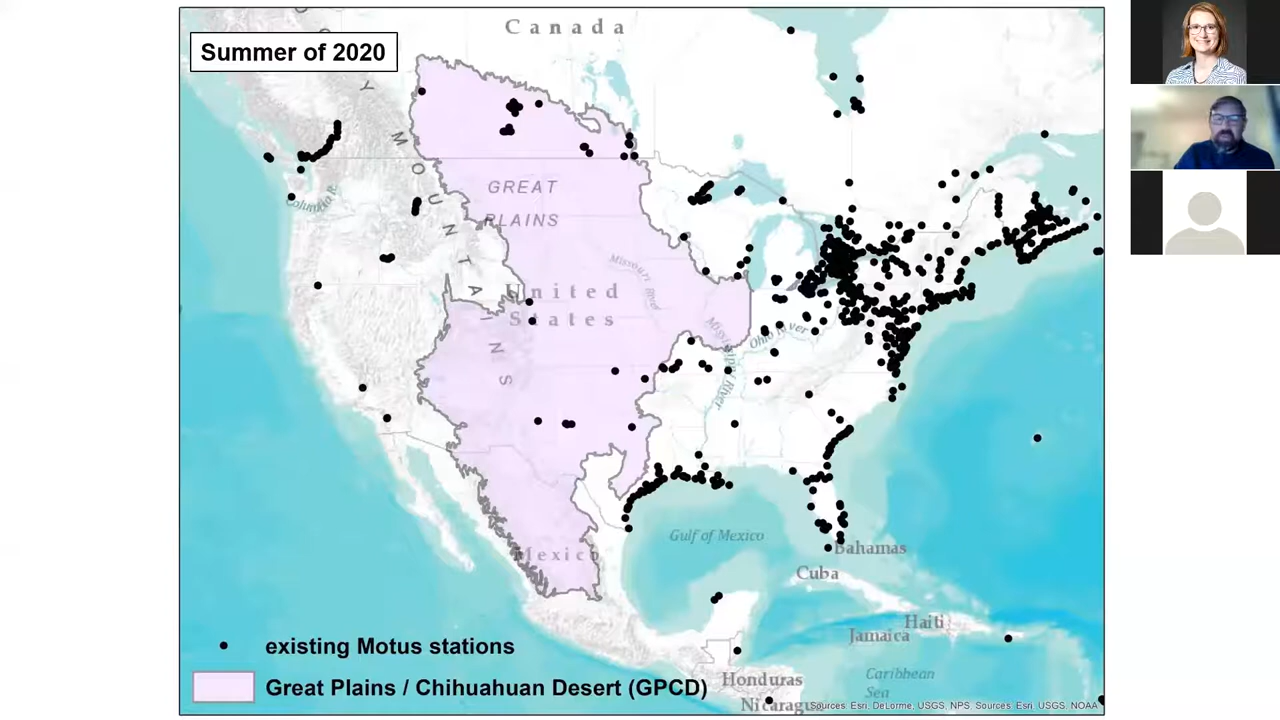 Canada
Summer of 2020
MOUNTAINS
Columbia R.
GREAT
PLAINS
Missouri River
United
States
Mississippi River
Ohio River
Gulf of Mexico
Mexico
Bahamas
Cuba
Haiti
Jamaica
Caribbean
Sea
Honduras
Nicaragu
existing Motus stations
Great Plains / Chihuahuan Desert (GPCD)
Sources: Esri, DeLorme, USGS, NPS, Sources: Esri, USGS, NOAA